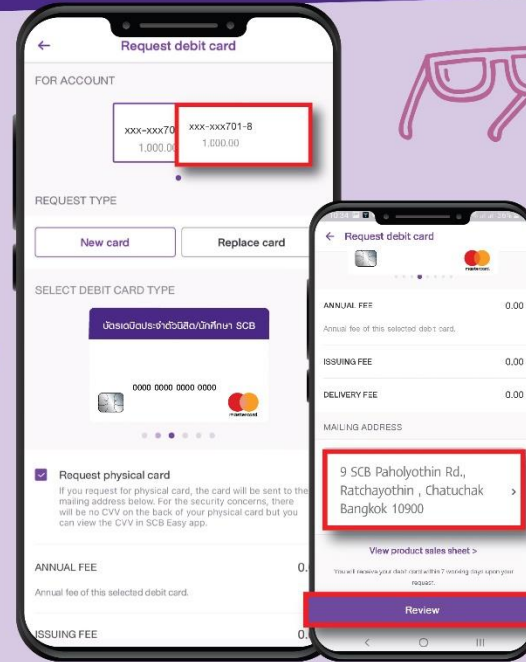 Request debit card
FOR ACCOUNT
xxx-xxx70
1,000.00
xxx-xxx701-8
1,000.00
REQUEST TYPE
New card
Replace card
SELECT DEBIT CARD TYPE
บัตรเดบิตประจำตัวนิสิต/นักศึกษา SCB
0000 0000 0000 0000
mastercard
Request physical card
If you request for physical card, the card will be sent to the
mailing address below. For the security concerns, there
will be no CVV on the back of your physical card but you
can view the CVV in SCB Easy app.
ANNUAL FEE
0.
Annual fee of this selected debit card.
ISSUING FEE
0.
Request debit card
mastercard
ANNUAL FEE
0.00
Annual fee of this selected debit card.
ISSUING FEE
0.00
DELIVERY FEE
0.00
MAILING ADDRESS
9 SCB Paholyothin Rd.,
Ratchayothin , Chatuchak
Bangkok 10900
View product sales sheet >
You will receive your debit card within 7 working days upon your
request.
Review